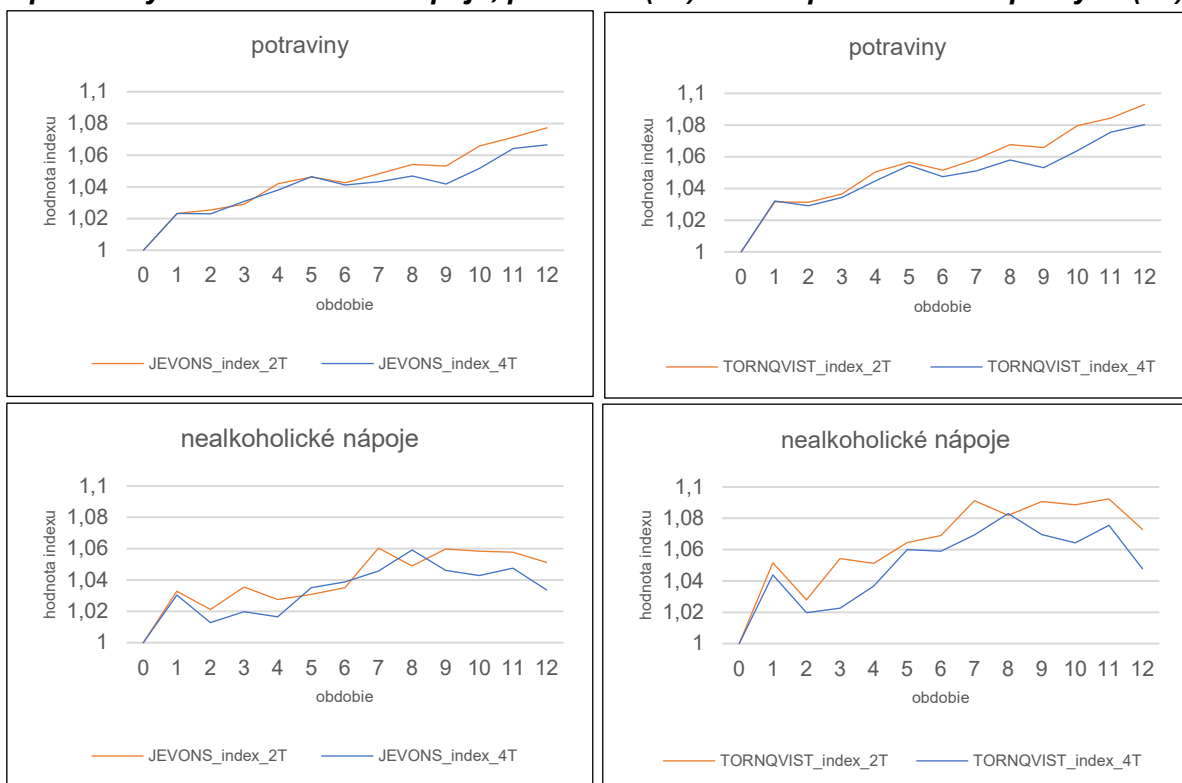 potraviny
1,1
1,08
1,06
1,04
1,02
1
hodnota indexu
0 1 2 3 4 5 6 7 8 9 10 11 12
obdobie
JEVONS_index_2T JEVONS_index_4T
potraviny
1,1
1,08
1,06
1,04
1,02
1
hodnota indexu
0 1 2 3 4 5 6 7 8 9 10 11 12
obdobie
TORNQVIST_index_2T TORNQVIST_index_4T
nealkoholické nápoje
1,1
1,08
1,06
1,04
1,02
1
hodnota indexu
0 1 2 3 4 5 6 7 8 9 10 11 12
obdobie
JEVONS_index_2T JEVONS_index_4T
nealkoholické nápoje
1,1
1,08
1,06
1,04
1,02
1
hodnota indexu
0 1 2 3 4 5 6 7 8 9 10 11 12
obdobie
TORNQVIST_index_2T TORNQVIST_index_4T